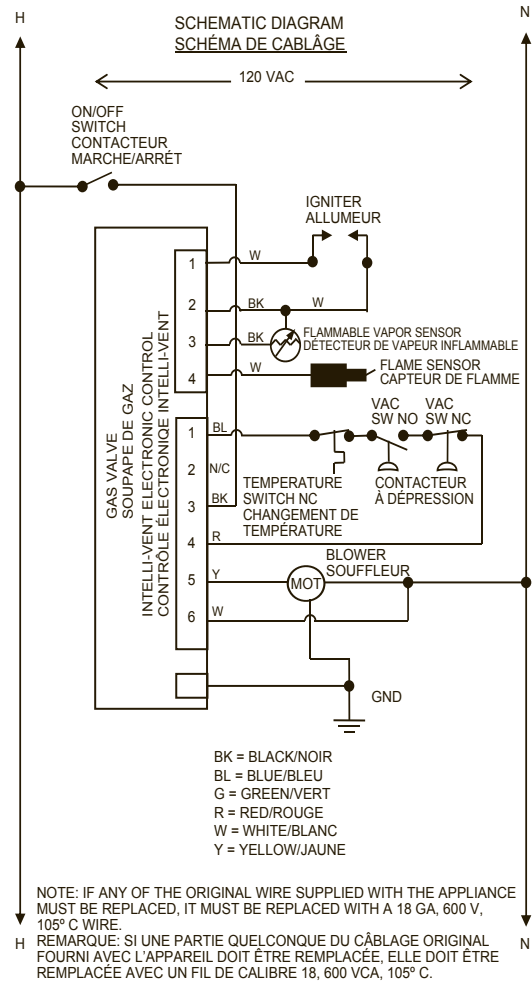 H
N
SCHEMATIC DIAGRAM
SCHÉMA DE CABLÂGE
120 VAC
ON/OFF
SWITCH
CONTACTEUR
MARCHE/ARRÉT
IGNITER
ALLUMEUR
GAS VALVE
SOUPAPE DE GAZ
INTELLI-VENT ELECTRONIC CONTROL
CONTRÔLE ÉLECTRONIQE INTELLI-VENT
1
W
2
BK
W
3
BK
FLAMMABLE VAPOR SENSOR
DÉTECTEUR DE VAPEUR INFLAMMABLE
4
W
FLAME SENSOR
CAPTEUR DE FLAMME
VAC
SW NO
VAC
SW NC
1
BL
2
N/C
TEMPERATURE
SWITCH NC
CHANGEMENT DE
TEMPÉRATURE
CONTACTEUR
À DÉPRESSION
3
BK
4
R
BLOWER
SOUFFLEUR
5
Y
MOT
6
W
GND
BK = BLACK/NOIR
BL = BLUE/BLEU
G = GREEN/VERT
R = RED/ROUGE
W = WHITE/BLANC
Y = YELLOW/JAUNE
NOTE: IF ANY OF THE ORIGINAL WIRE SUPPLIED WITH THE APPLIANCE
MUST BE REPLACED, IT MUST BE REPLACED WITH A 18 GA, 600 V,
105º C WIRE.
REMARQUE: SI UNE PARTIE QUELCONQUE DU CÂBLAGE ORIGINAL
FOURNI AVEC L'APPAREIL DOIT ÊTRE REMPLACÉE, ELLE DOIT ÊTRE
REMPLACÉE AVEC UN FIL DE CALIBRE 18, 600 VCA, 105º C.
H
N